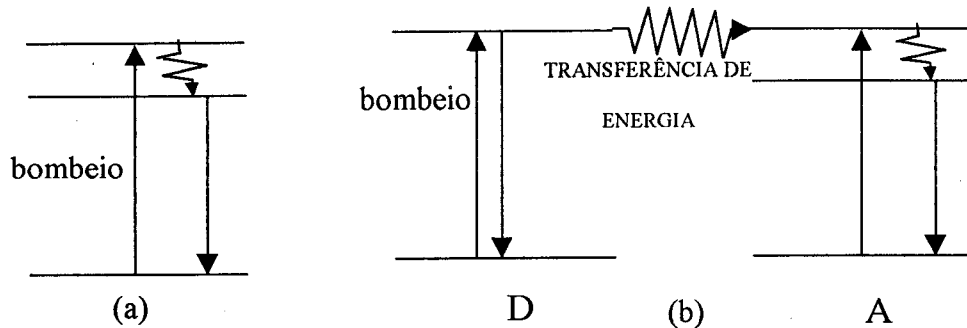 bombeio
(a)
bombeio
TRANSFERÊNCIA DE
ENERGIA
D
(b)
A